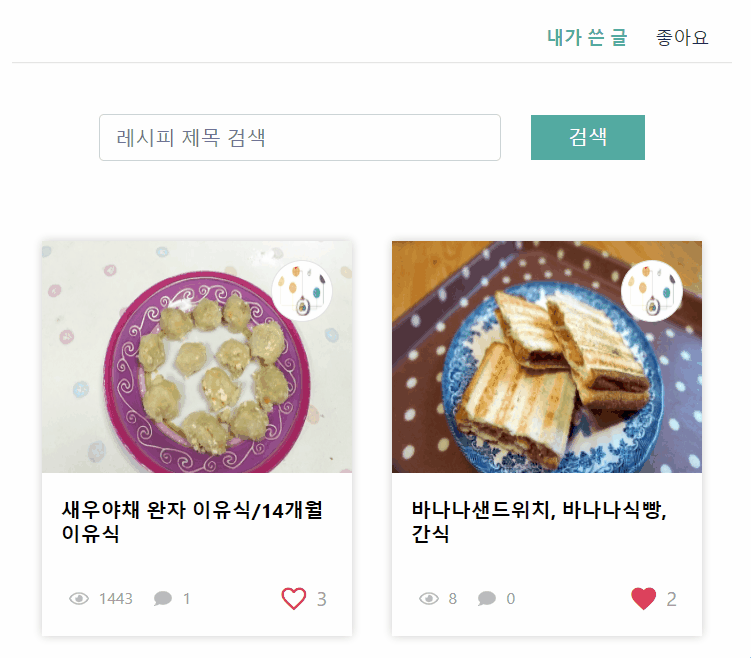 내가 쓴 글 좋아요
레시피 제목 검색 검색
새우야채 완자 이유식/14개월
이유식
1443 1 3
바나나샌드위치, 바나나식빵,
간식
8 0 2